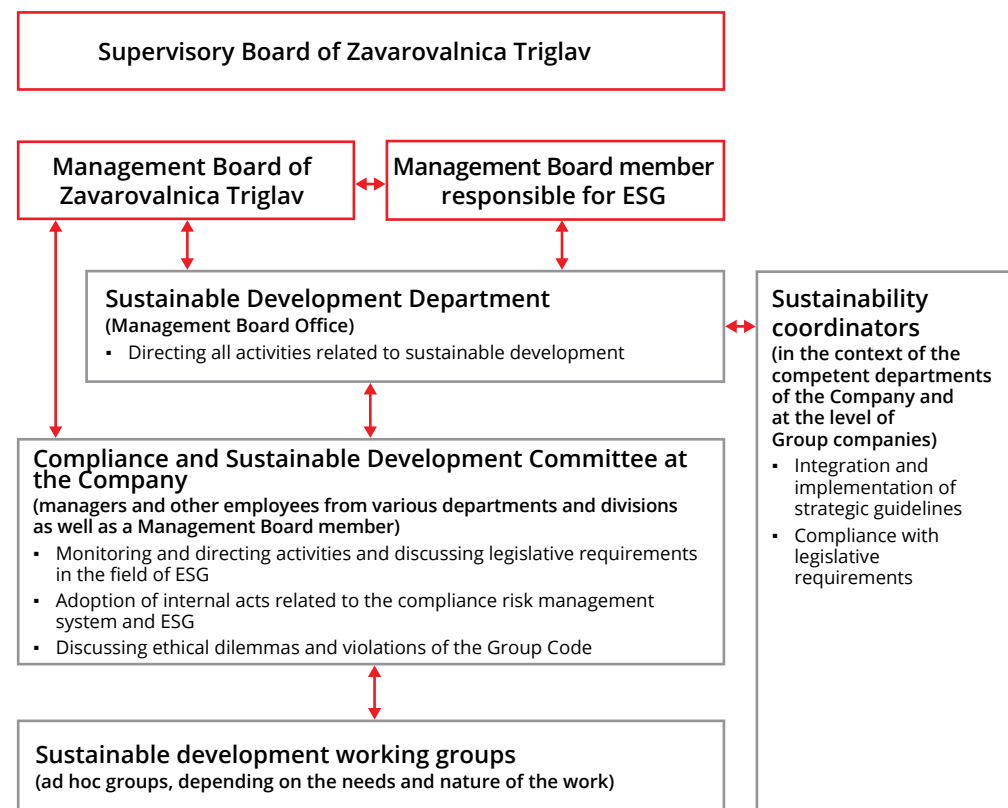 Supervisory Board of Zavarovalnica Triglav
Management Board of
Zavarovalnica Triglav
Management Board member
responsible for ESG
Sustainable Development Department
(Management Board Office)
▪ Directing all activities related to sustainable development
Sustainability
coordinators
(in the context of the
competent departments
of the Company and
at the level of
Group companies)
▪ Integration and
implementation of
strategic guidelines
▪ Compliance with
legislative
requirements
Compliance and Sustainable Development Committee at
the Company
(managers and other employees from various departments and divisions
as well as a Management Board member)
▪ Monitoring and directing activities and discussing legislative requirements
in the field of ESG
▪ Adoption of internal acts related to the compliance risk management
system and ESG
▪ Discussing ethical dilemmas and violations of the Group Code
Sustainable development working groups
(ad hoc groups, depending on the needs and nature of the work)